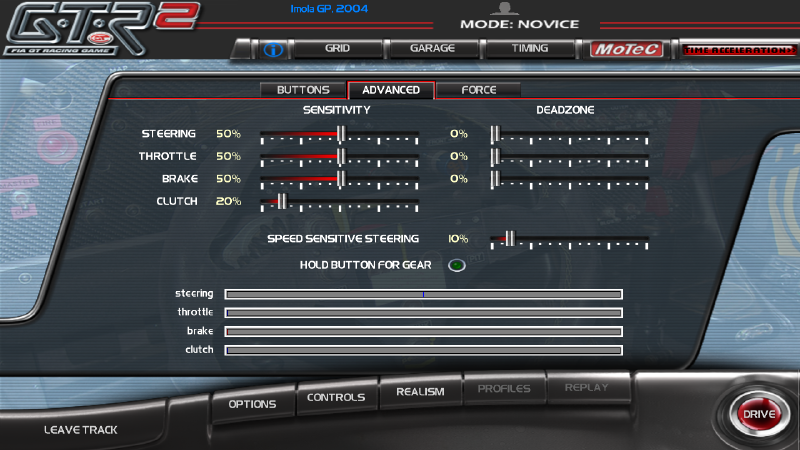 GTR2
FIA GT RACING GAME
Imola GP, 2004
MODE: NOVICE
GRID GARAGE TIMING MoTeC TIME ACCELERATION
BUTTONS ADVANCED FORCE
SENSITIVITY DEADZONE
STEERING 50% 0%
THROTTLE 50% 0%
BRAKE 50% 0%
CLUTCH 20%
SPEED SENSITIVE STEERING 10%
HOLD BUTTON FOR GEAR
steering
throttle
brake
clutch
LEAVE TRACK OPTIONS CONTROLS REALISM PROFILES REPLAY DRIVE